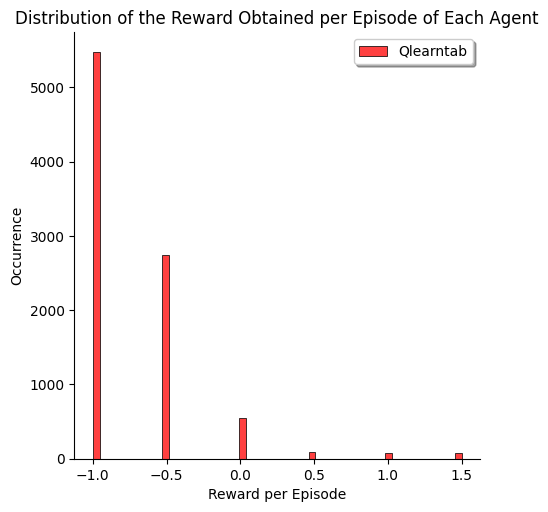 Distribution of the Reward Obtained per Episode of Each Agent
Qlearntab
5000
4000
3000
2000
1000
0
Occurrence
−1.0 −0.5 0.0 0.5 1.0 1.5
Reward per Episode